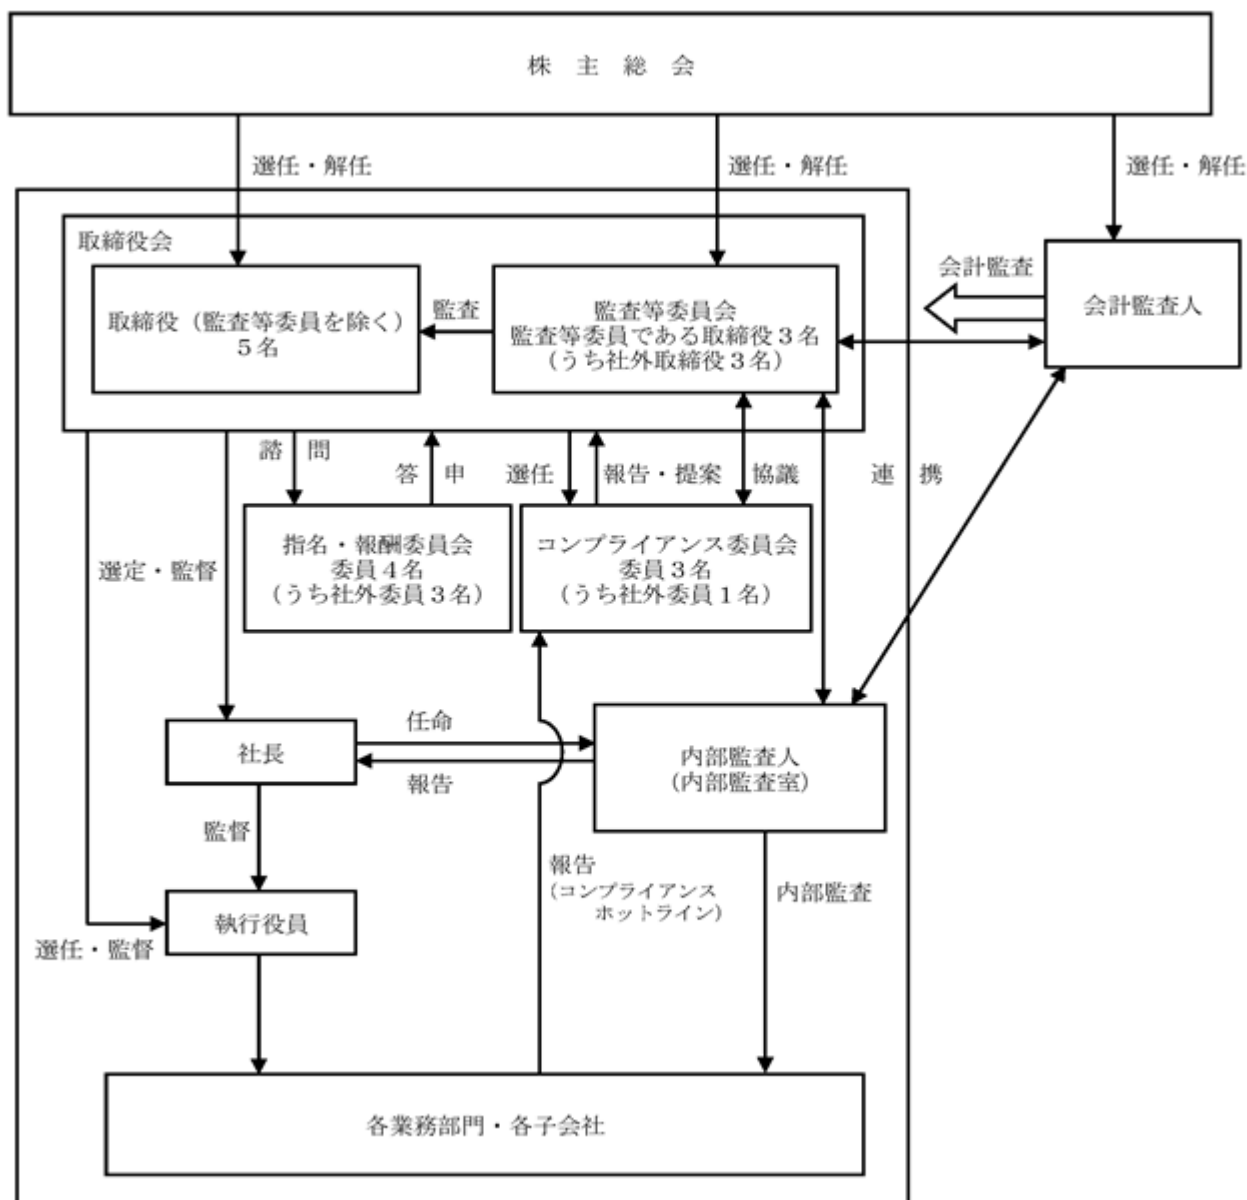 株 主 総 会
選任・解任
選任・解任
選任・解任
取締役会
取締役（監査等委員を除く）
５名
監査
監査等委員会
監査等委員である取締役３名
（うち社外取締役３名）
会計監査
会計監査人
諮 問
答 申
選任
報告・提案
協議
連 携
選定・監督
指名・報酬委員会
委員４名
（うち社外委員３名）
コンプライアンス委員会
委員３名
（うち社外委員１名）
社長
任命
報告
内部監査人
（内部監査室）
監督
報告
（コンプライアンス
ホットライン）
内部監査
執行役員
選任・監督
各業務部門・各子会社